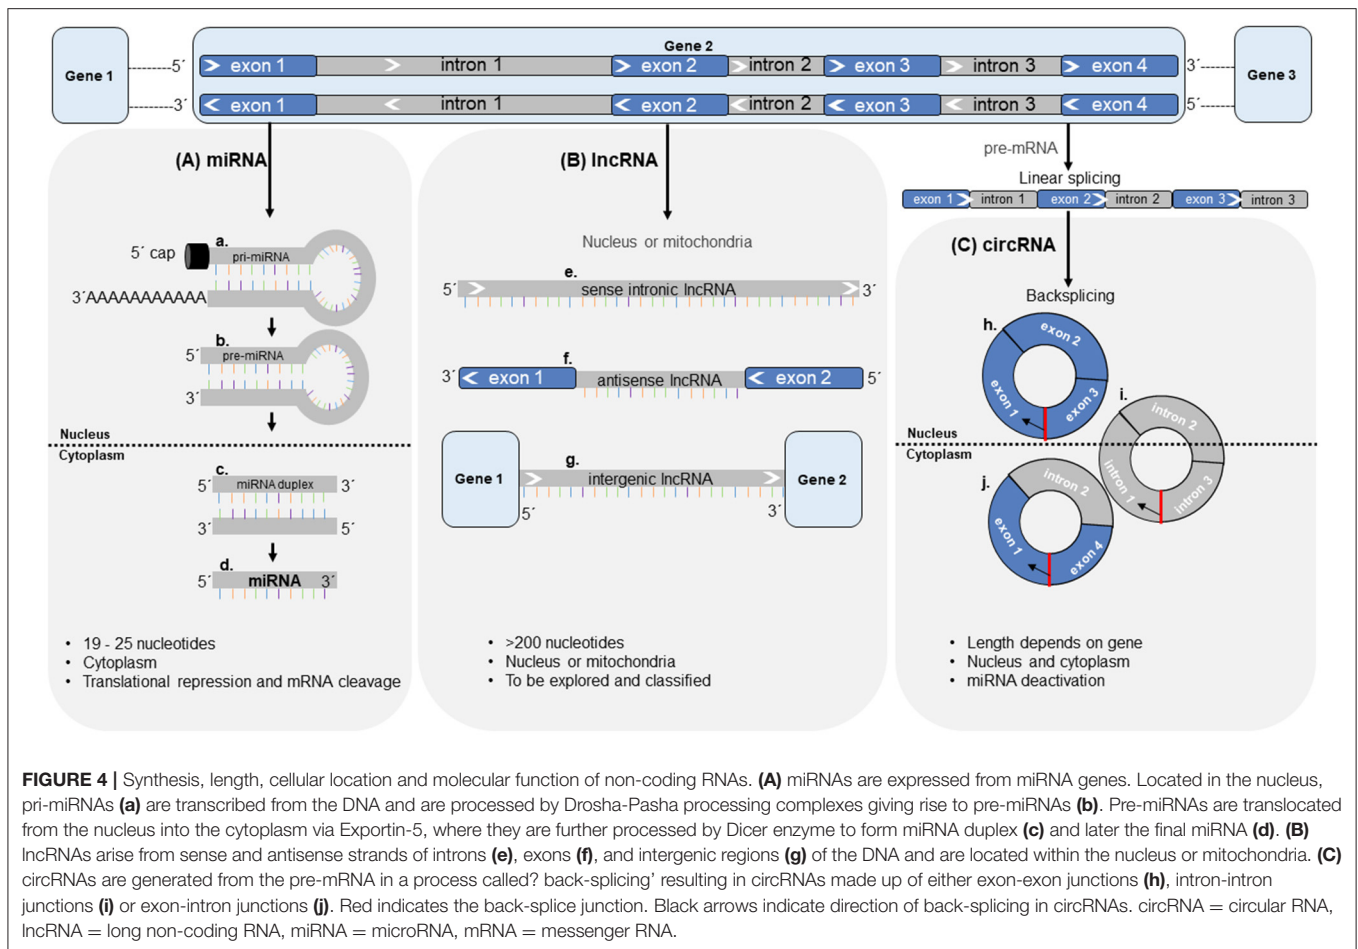 Gene 2
Gene 1
5´
exon 1
intron 1
exon 2
intron 2
exon 3
intron 3
exon 4
3´
Gene 3
3´
exon 1
intron 1
exon 2
intron 2
exon 3
intron 3
exon 4
5´
(A) miRNA
a.
5´ cap
pri-miRNA
3´AAAAAAAAAAA
b.
5´
pre-miRNA
3´
Nucleus
Cytoplasm
c.
5´
miRNA duplex
3´
3´
5´
d.
5´
miRNA
3´
• 19 - 25 nucleotides
• Cytoplasm
• Translational repression and mRNA cleavage
(B) lncRNA
Nucleus or mitochondria
e.
5´
sense intronic lncRNA
3´
f.
3´
exon 1
antisense lncRNA
exon 2
5´
Gene 1
g.
intergenic lncRNA
Gene 2
5´
3´
• >200 nucleotides
• Nucleus or mitochondria
• To be explored and classified
pre-mRNA
Linear splicing
exon 1
intron 1
exon 2
intron 2
exon 3
intron 3
(C) circRNA
Backsplicing
h.
exon 2
exon 1
exon 3
i.
intron 2
intron 1
intron 3
Nucleus
Cytoplasm
j.
intron 2
exon 1
exon 4
• Length depends on gene
• Nucleus and cytoplasm
• miRNA deactivation
FIGURE 4 | Synthesis, length, cellular location and molecular function of non-coding RNAs. (A) miRNAs are expressed from miRNA genes. Located in the nucleus,
pri-miRNAs (a) are transcribed from the DNA and are processed by Drosha-Pasha processing complexes giving rise to pre-miRNAs (b). Pre-miRNAs are translocated
from the nucleus into the cytoplasm via Exportin-5, where they are further processed by Dicer enzyme to form miRNA duplex (c) and later the final miRNA (d). (B)
lncRNAs arise from sense and antisense strands of introns (e), exons (f), and intergenic regions (g) of the DNA and are located within the nucleus or mitochondria. (C)
circRNAs are generated from the pre-mRNA in a process called? back-splicing’ resulting in circRNAs made up of either exon-exon junctions (h), intron-intron
junctions (i) or exon-intron junctions (j). Red indicates the back-splice junction. Black arrows indicate direction of back-splicing in circRNAs. circRNA = circular RNA,
lncRNA = long non-coding RNA, miRNA = microRNA, mRNA = messenger RNA.